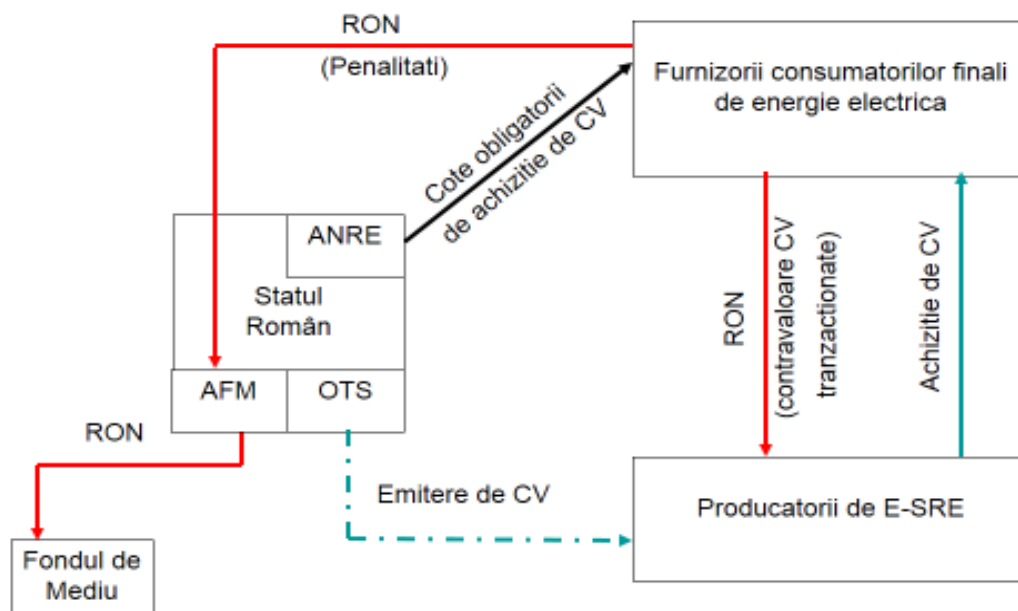 RON
(Penalitati)
Furnizorii consumatorilor finali
de energie electrica
Cote obligatorii
de achizitie de CV
ANRE
Statul
Român
AFM
OTS
RON
(contravaloare CV
tranzactionate)
Achizitie de CV
RON
Emitere de CV
Producatorii de E-SRE
Fondul de
Mediu